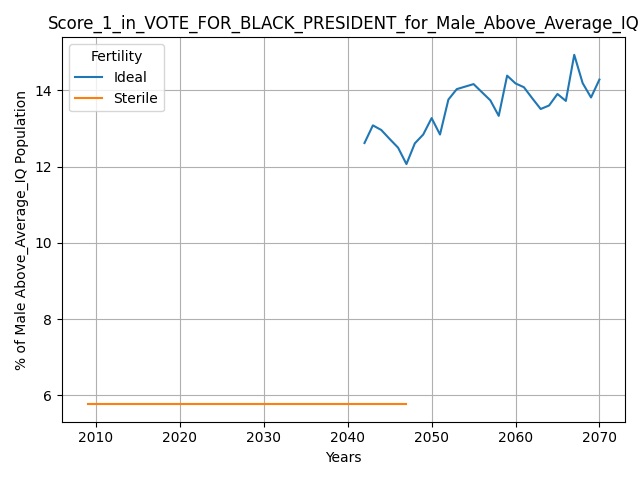 Score_1_in_VOTE_FOR_BLACK_PRESIDENT_for_Male_Above_Average_IQ
Fertility
Ideal
Sterile
% of Male Above_Average_IQ Population
14
12
10
8
6
2010 2020 2030 2040 2050 2060 2070
Years